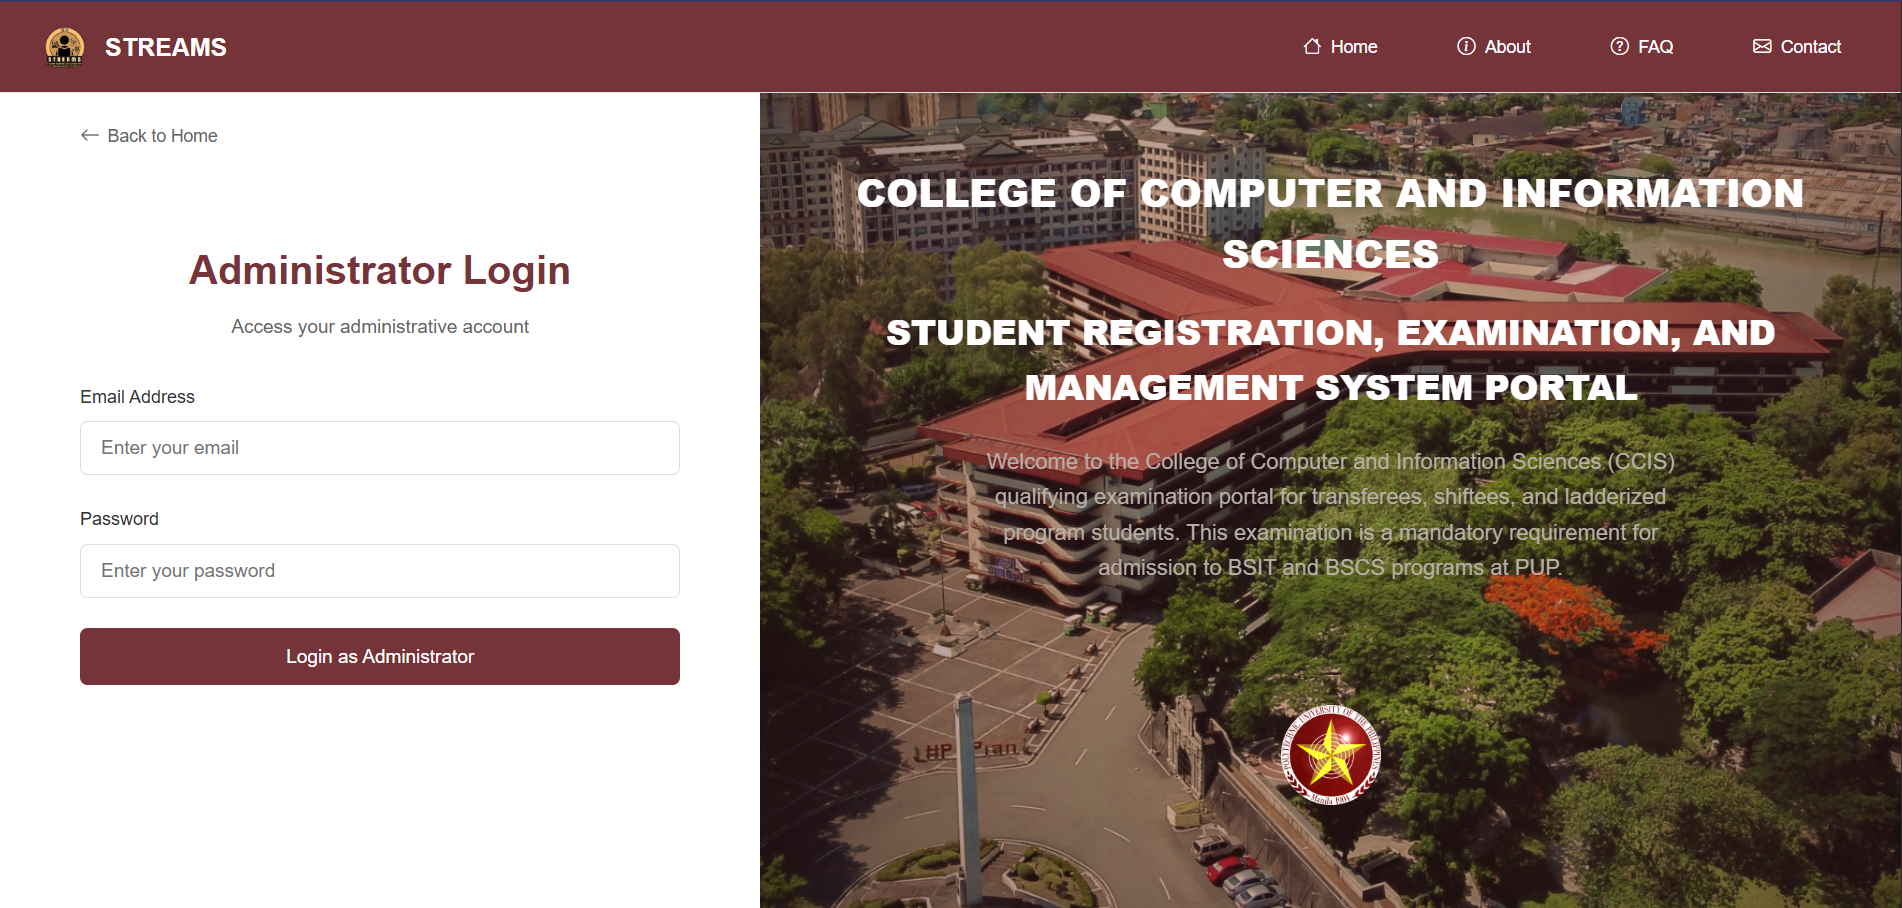 STREAMS
STREAMS
Home
About
FAQ
Contact
Back to Home
Administrator Login
Access your administrative account
Email Address
Enter your email
Password
Enter your password
Login as Administrator
COLLEGE OF COMPUTER AND INFORMATION
SCIENCES
STUDENT REGISTRATION, EXAMINATION, AND
MANAGEMENT SYSTEM PORTAL
Welcome to the College of Computer and Information Sciences (CCIS)
qualifying examination portal for transferees, shiftees, and ladderized
program students. This examination is a mandatory requirement for
admission to BSIT and BSCS programs at PUP.
POLYTECHNIC UNIVERSITY OF THE PHILIPPINES
Manila 1904